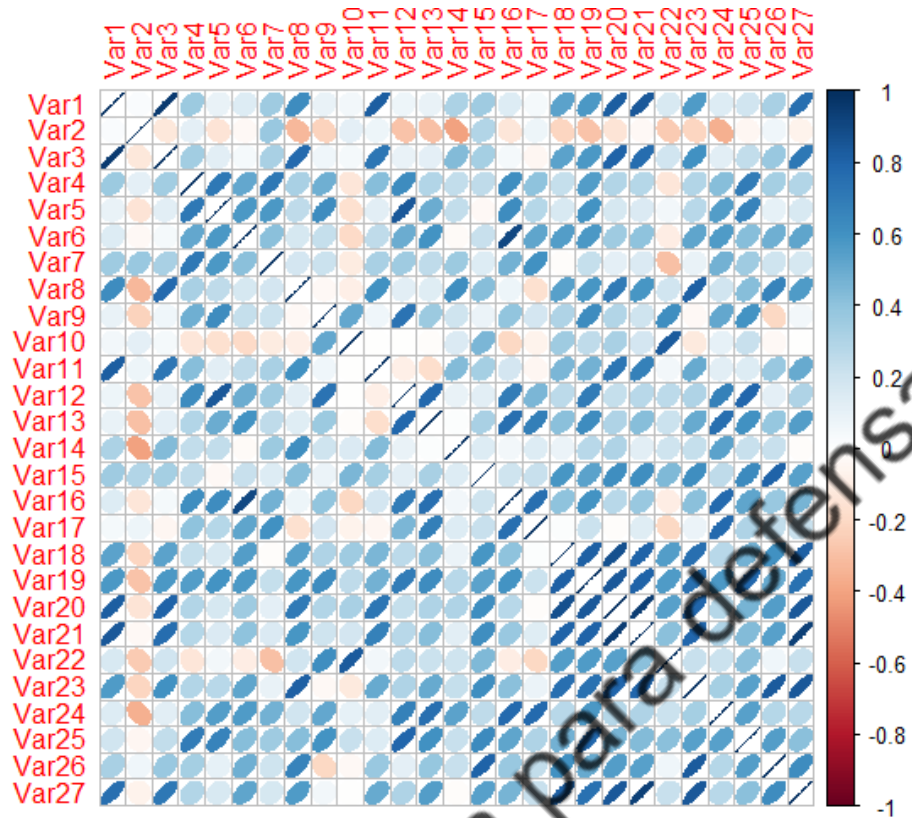 Var1 Var2 Var3 Var4 Var5 Var6 Var7 Var8 Var9 Var10 Var11 Var12 Var13 Var14 Var15 Var16 Var17 Var18 Var19 Var20 Var21 Var22 Var23 Var24 Var25 Var26 Var27
Var1
Var2
Var3
Var4
Var5
Var6
Var7
Var8
Var9
Var10
Var11
Var12
Var13
Var14
Var15
Var16
Var17
Var18
Var19
Var20
Var21
Var22
Var23
Var24
Var25
Var26
Var27
1
0.8
0.6
0.4
0.2
0
-0.2
-0.4
-0.6
-0.8
-1
para defensa